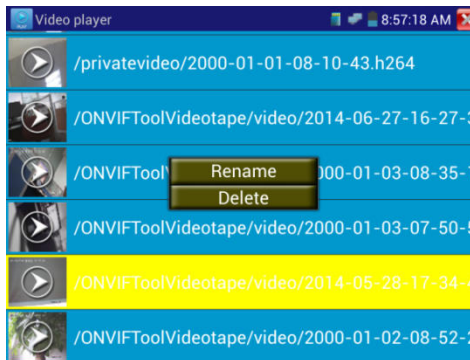 Video player
8:57:18 AM
/privatevideo/2000-01-01-08-10-43.h264
/ONVIFToolVideotape/video/2014-06-27-16-27-
/ONVIFTool 000-01-03-08-35-
Rename
Delete
/ONVIFToolVideotape/video/2000-01-03-07-50-
/ONVIFToolVideotape/video/2014-05-28-17-34-
/ONVIFToolVideotape/video/2000-01-02-08-52-